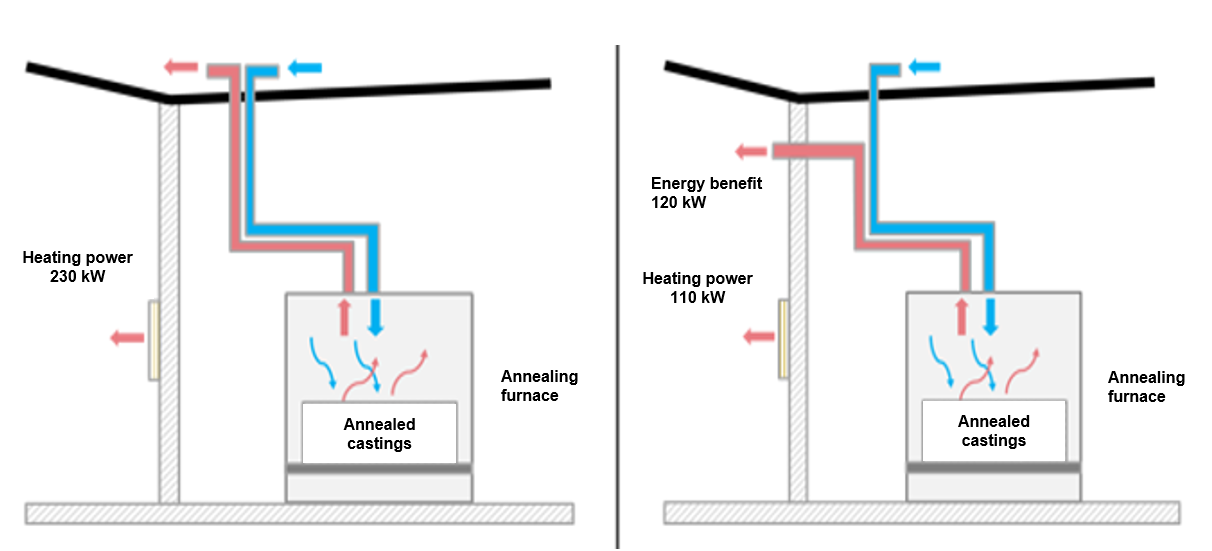 Heating power
230 kW
Annealing
furnace
Annealed
castings
Energy benefit
120 kW
Heating power
110 kW
Annealing
furnace
Annealed
castings